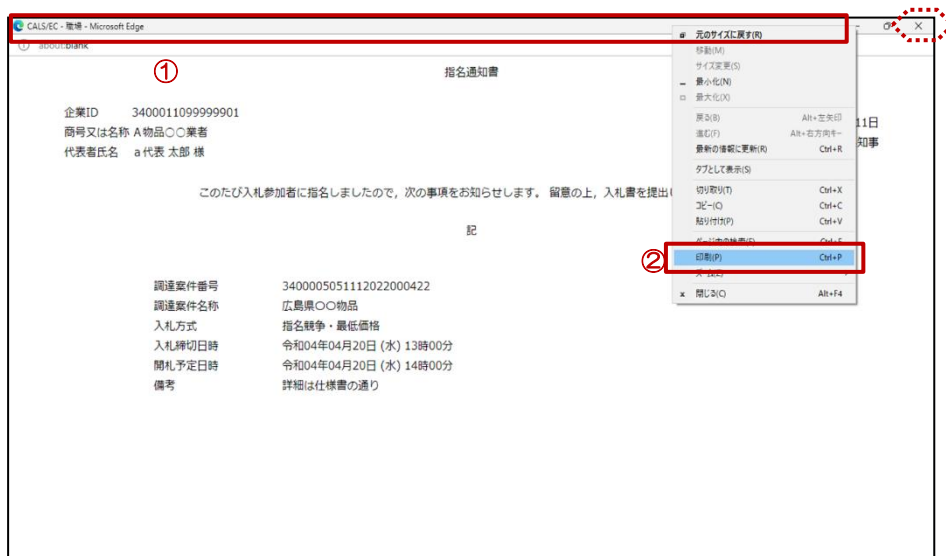 CALS/EC - 職場 - Microsoft Edge
about:blank
①
指名通知書
企業ID 3400011099999901
商号又は名称 A物品〇〇業者
代表者氏名 a代表 太郎 様
11日
知事
このたび入札参加者に指名しましたので，次の事項をお知らせします。 留意の上，入札書を提出し
記
調達案件番号 3400005051112022000422
調達案件名称 広島県〇〇物品
入札方式 指名競争・最低価格
入札締切日時 令和04年04月20日 (水) 13時00分
開札予定日時 令和04年04月20日 (水) 14時00分
備考 詳細は仕様書の通り
元のサイズに戻す(R)
移動(M)
サイズ変更(S)
最小化(N)
最大化(X)
戻る(B) Alt+左矢印
進む(F) Alt+右方向キー
最新の情報に更新(R) Ctrl+R
タブとして表示(S)
切り取り(T) Ctrl+X
コピー(C) Ctrl+C
貼り付け(P) Ctrl+V
ページ内の検索(F) Ctrl+F
②
印刷(P) Ctrl+P
閉じる(C) Alt+F4